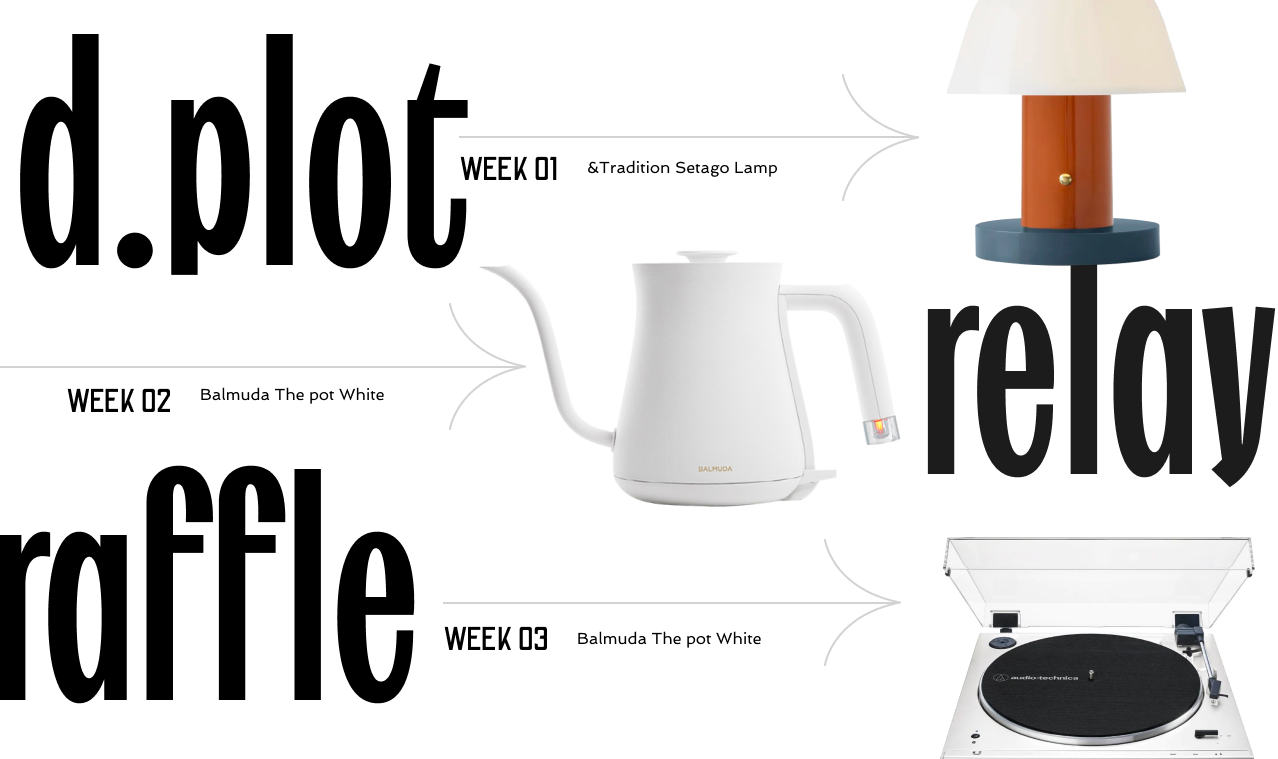 d.plot
WEEK 01 &Tradition Setago Lamp
relay
WEEK 02 Balmuda The pot White
BALMUDA
raffle
WEEK 03 Balmuda The pot White
audio-technica